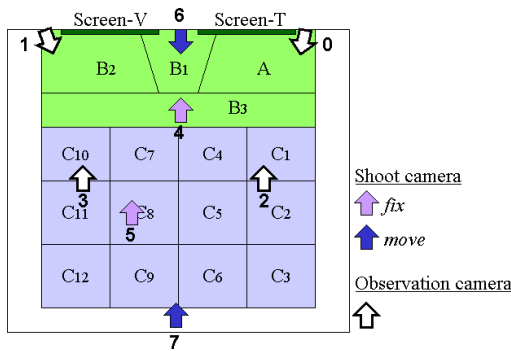 Screen-V 6 Screen-T
1 0
B2 B1 A
B3
4
C10 C7 C4 C1
3 2
C11 C8 C5 C2
5
C12 C9 C6 C3
7
Shoot camera
fix
move
Observation camera